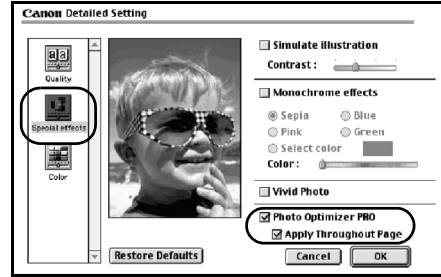 Canon Detailed Setting
Quality
Special effects
Color
Simulate illustration
Contrast :
Monochrome effects
Sepia
Blue
Pink
Green
Select color
Color :
Vivid Photo
Photo Optimizer PRO
Apply Throughout Page
Restore Defaults
Cancel
OK